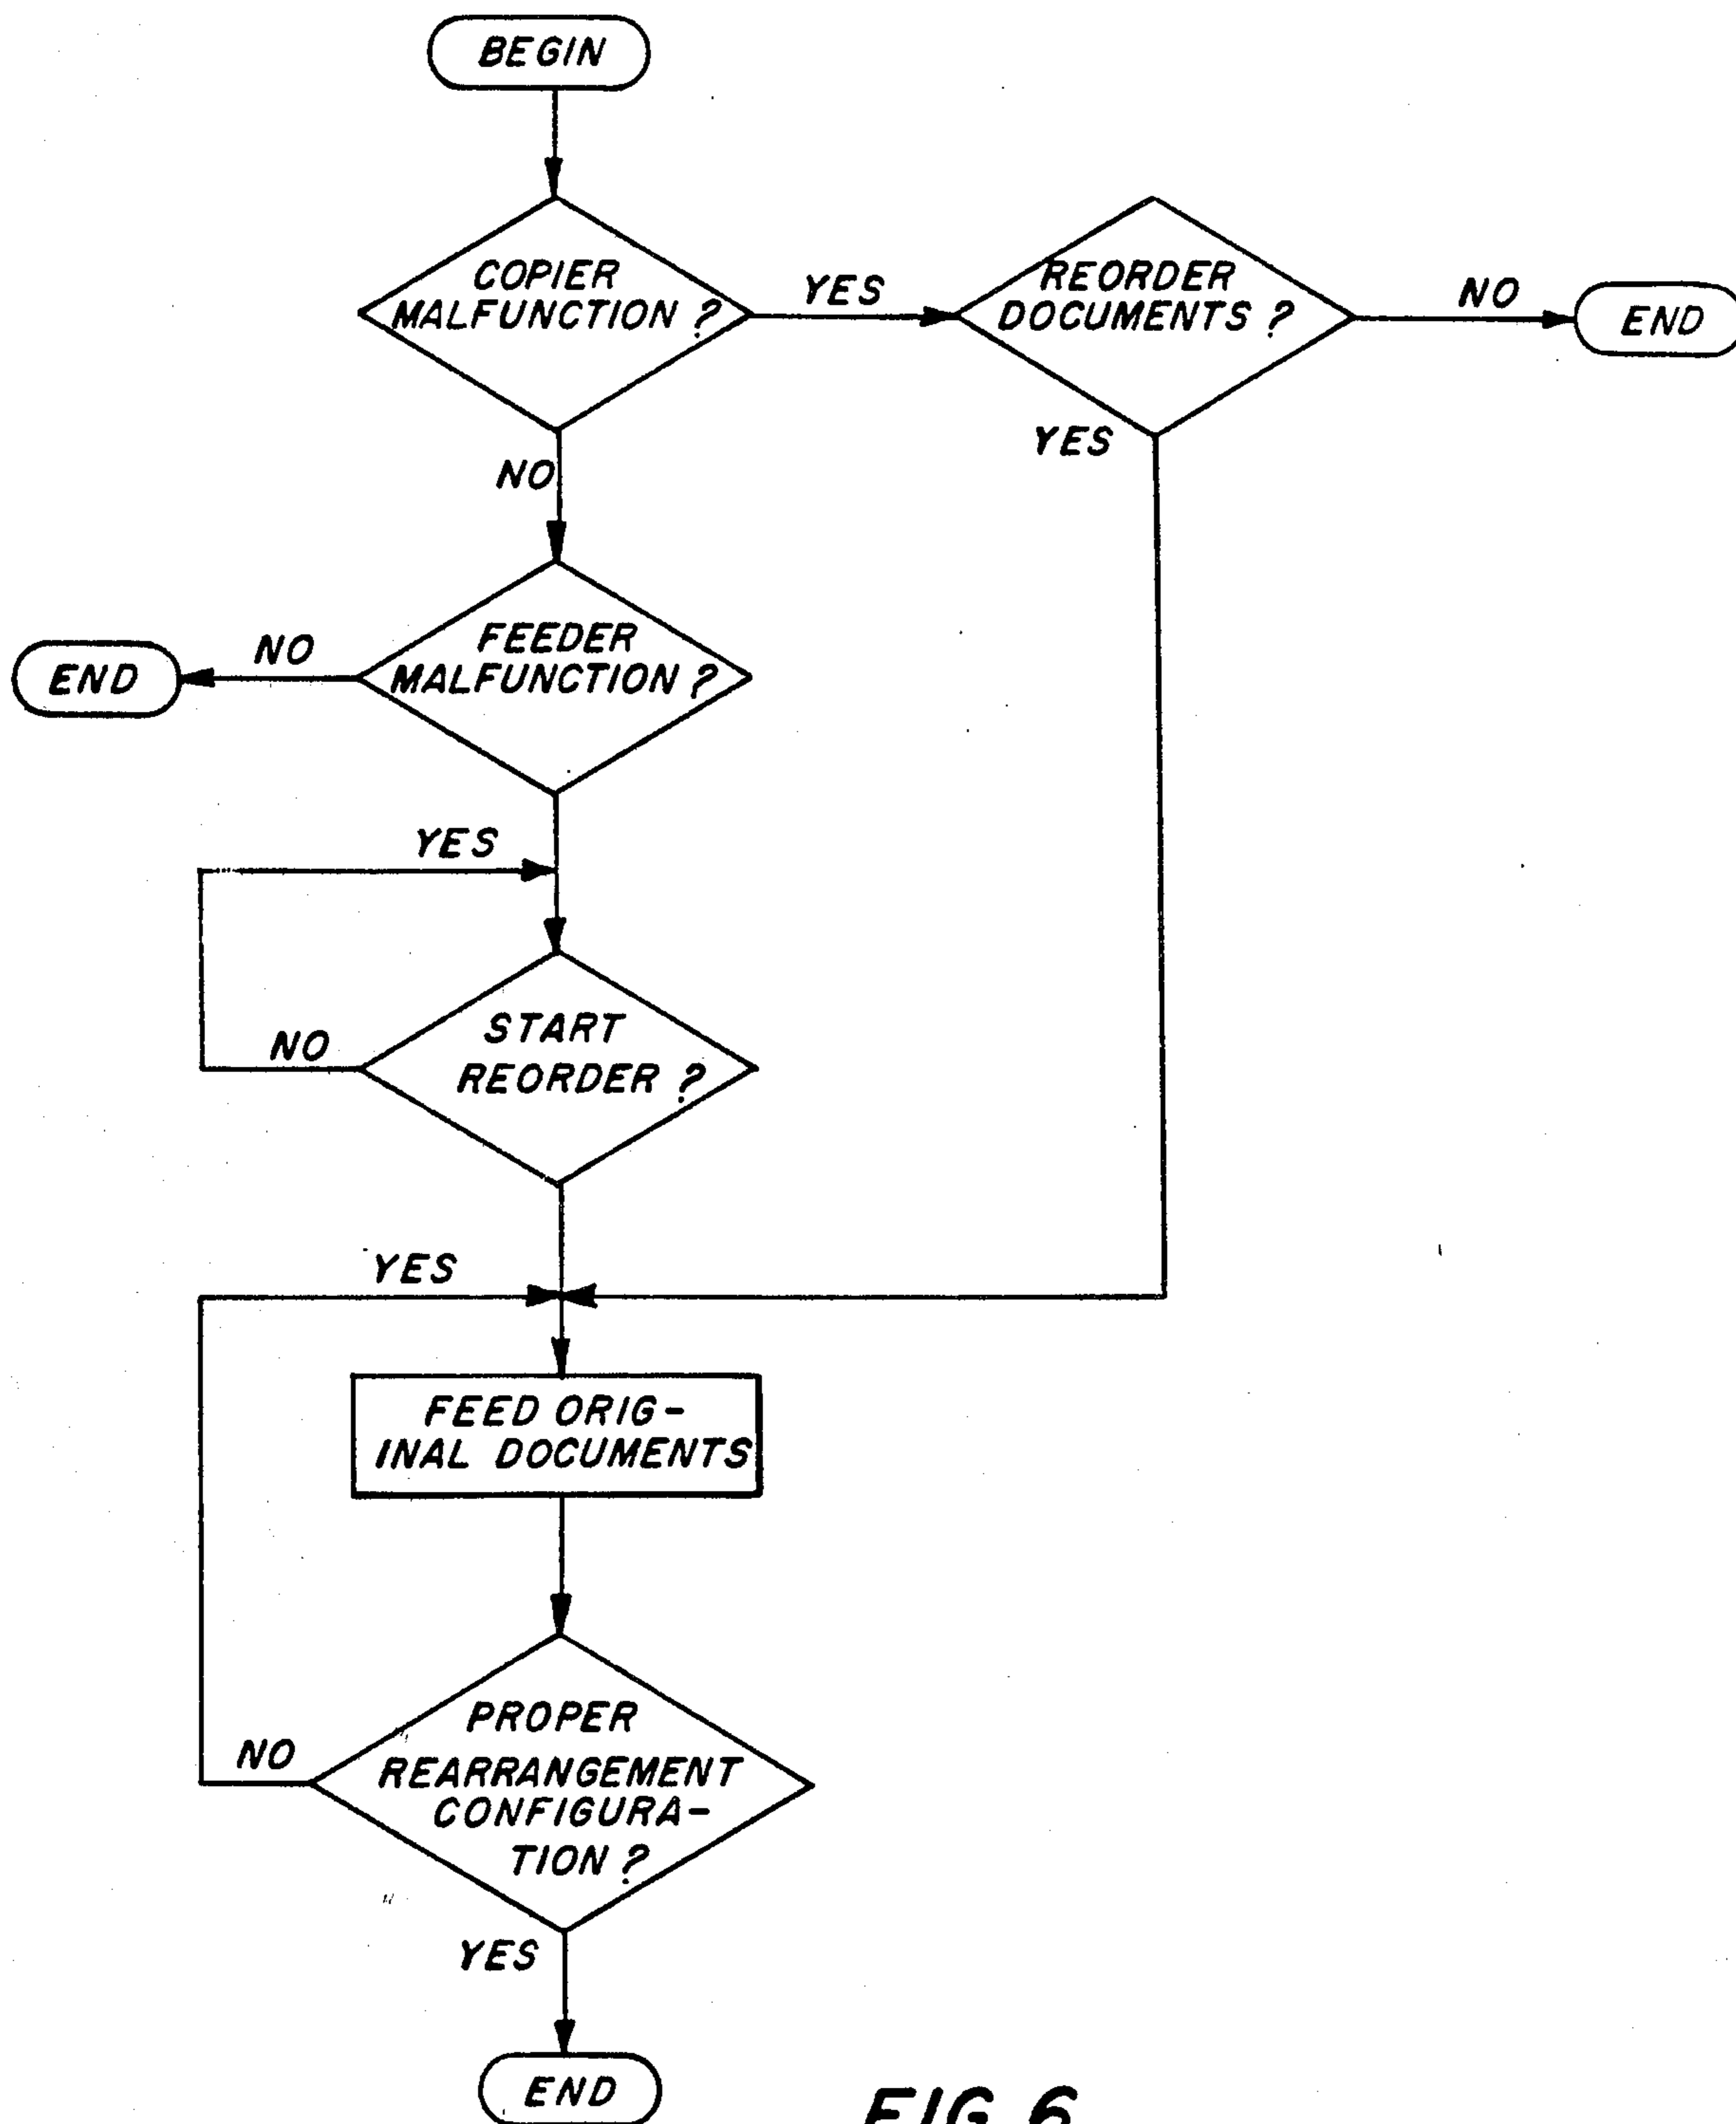 BEGIN
COPIER
MALFUNCTION ?
YES
REORDER
DOCUMENTS ?
NO
END
YES
NO
FEEDER
MALFUNCTION ?
NO
END
YES
START
REORDER ?
NO
YES
FEED ORIG-
INAL DOCUMENTS
PROPER
REARRANGEMENT
CONFIGURA-
TION ?
NO
YES
END
FIG. 6